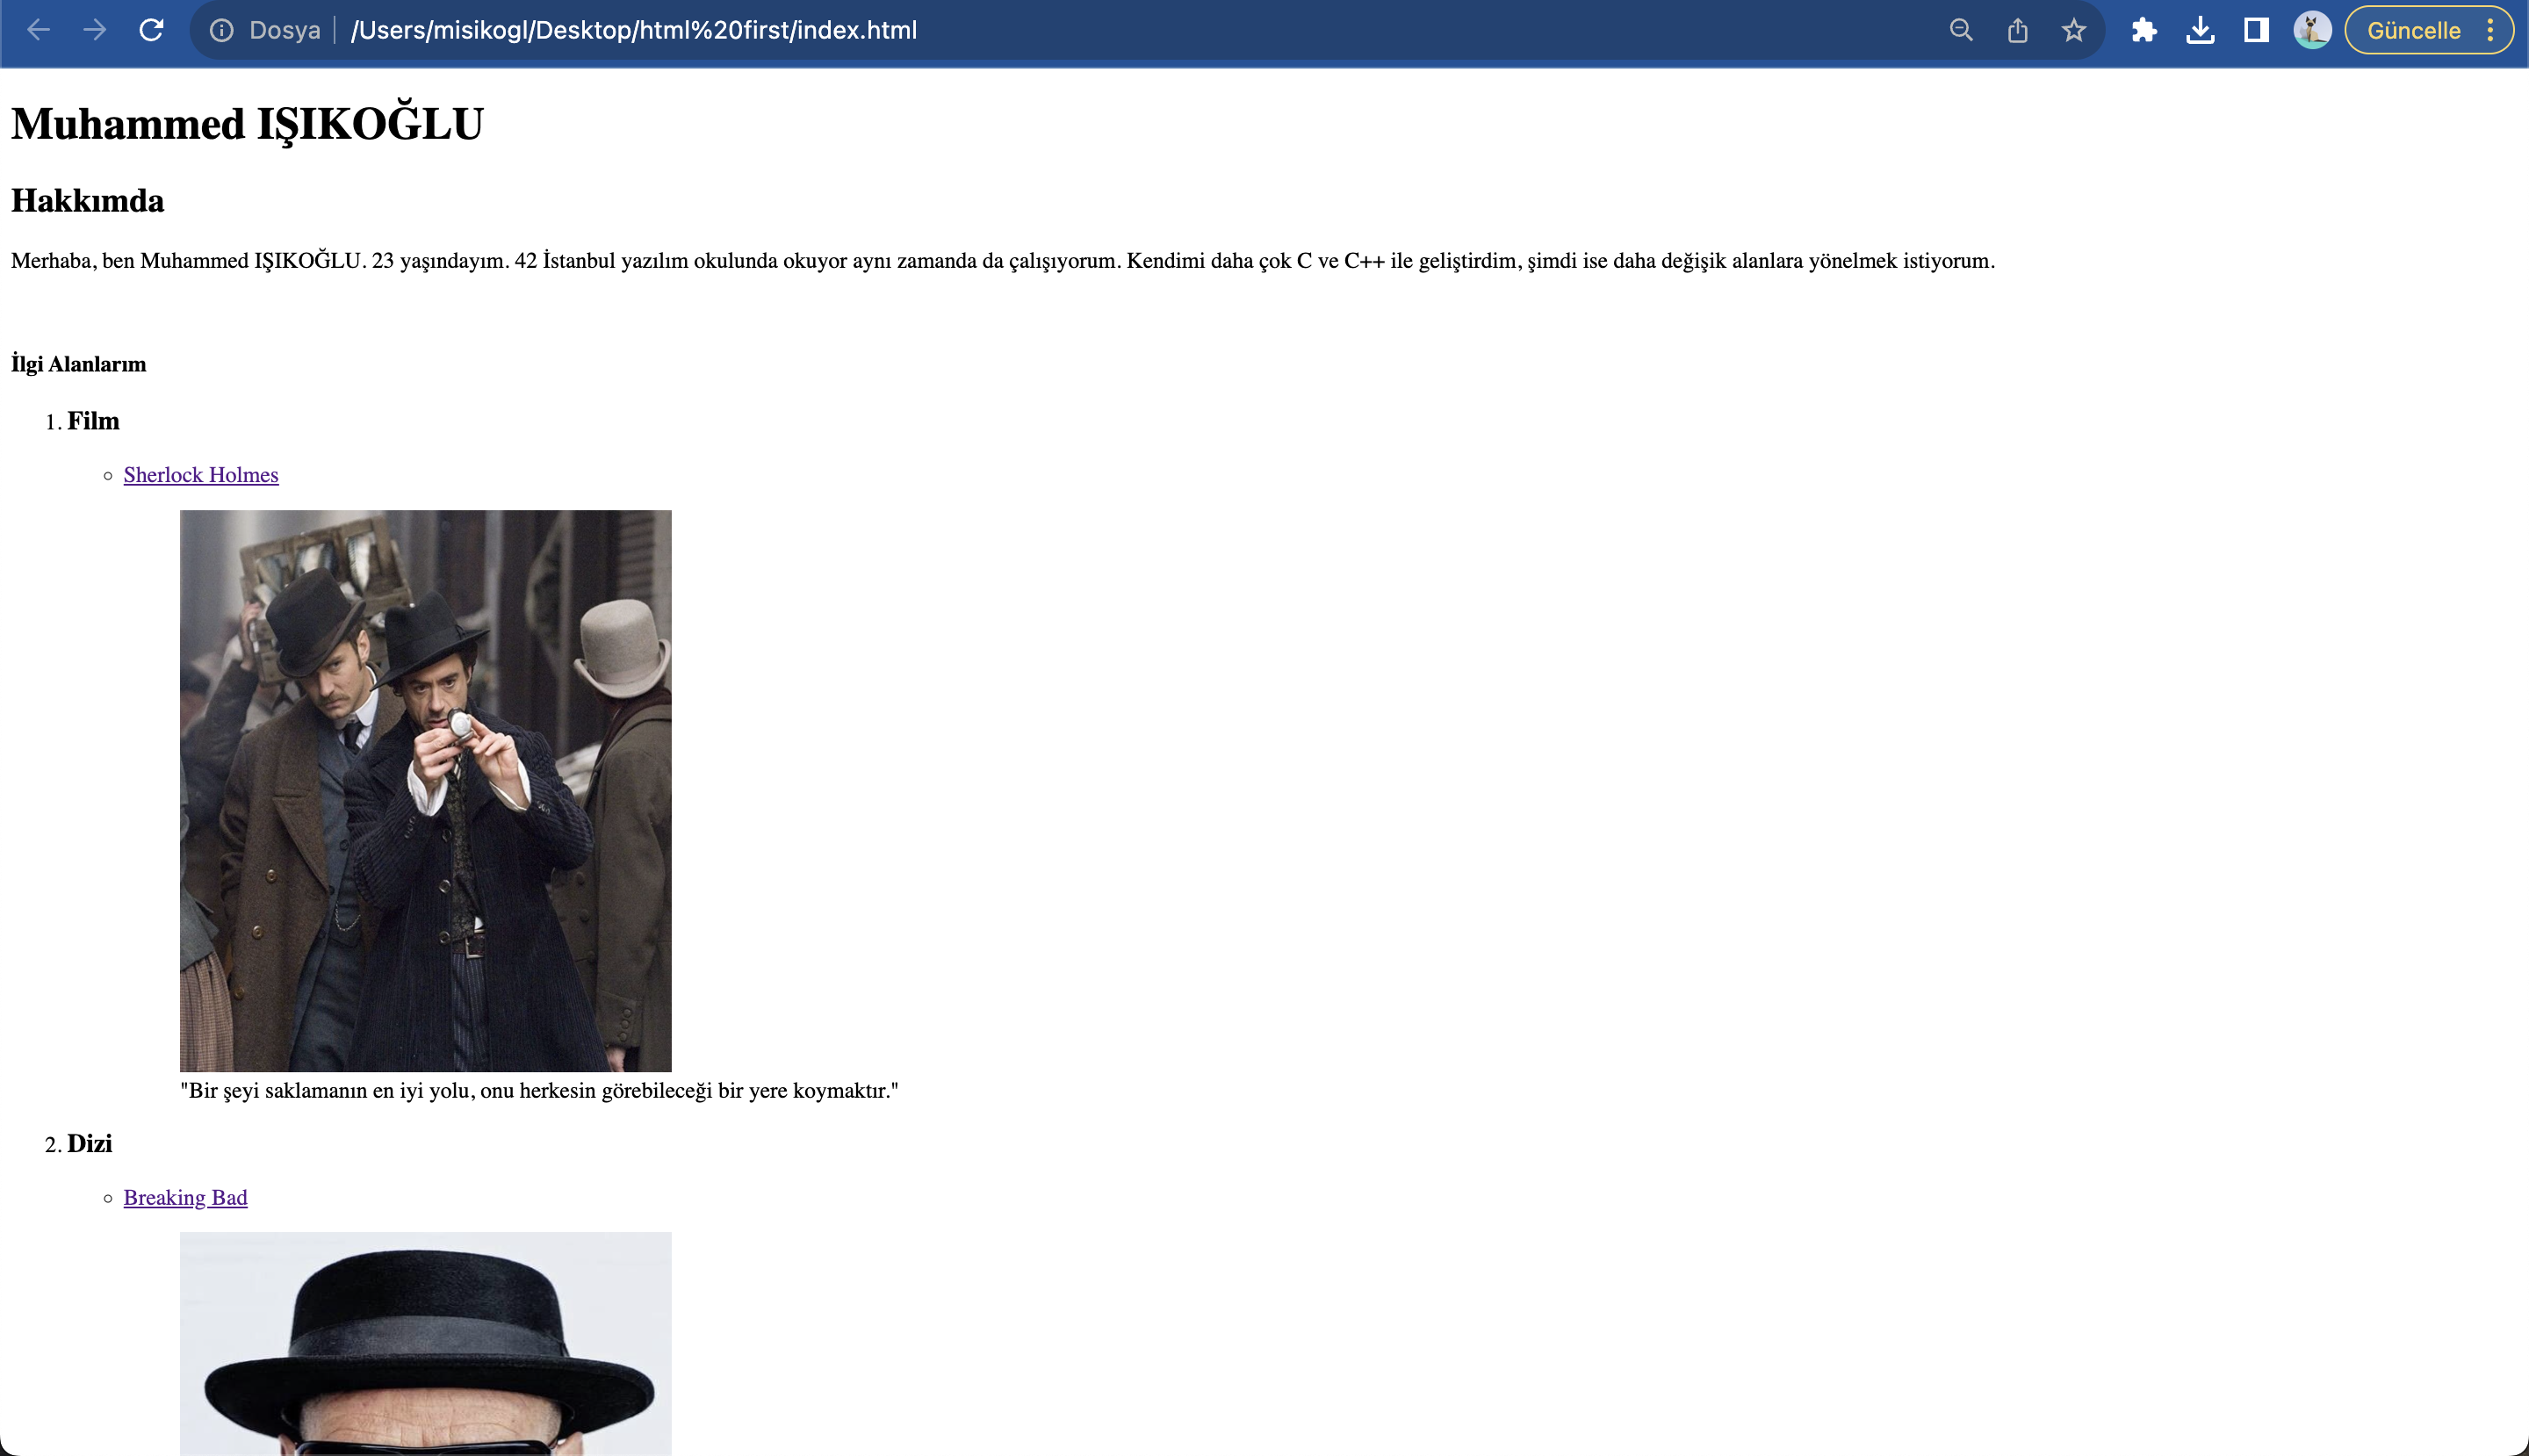 Dosya /Users/misikogl/Desktop/html%20first/index.html Güncelle
Muhammed IŞIKOĞLU
Hakkımda
Merhaba, ben Muhammed IŞIKOĞLU. 23 yaşındayım. 42 İstanbul yazılım okulunda okuyor aynı zamanda da çalışıyorum. Kendimi daha çok C ve C++ ile geliştirdim, şimdi ise daha değişik alanlara yönelmek istiyorum.
İlgi Alanlarım
1. Film
Sherlock Holmes
"Bir şeyi saklamanın en iyi yolu, onu herkesin görebileceği bir yere koymaktır."
2. Dizi
Breaking Bad